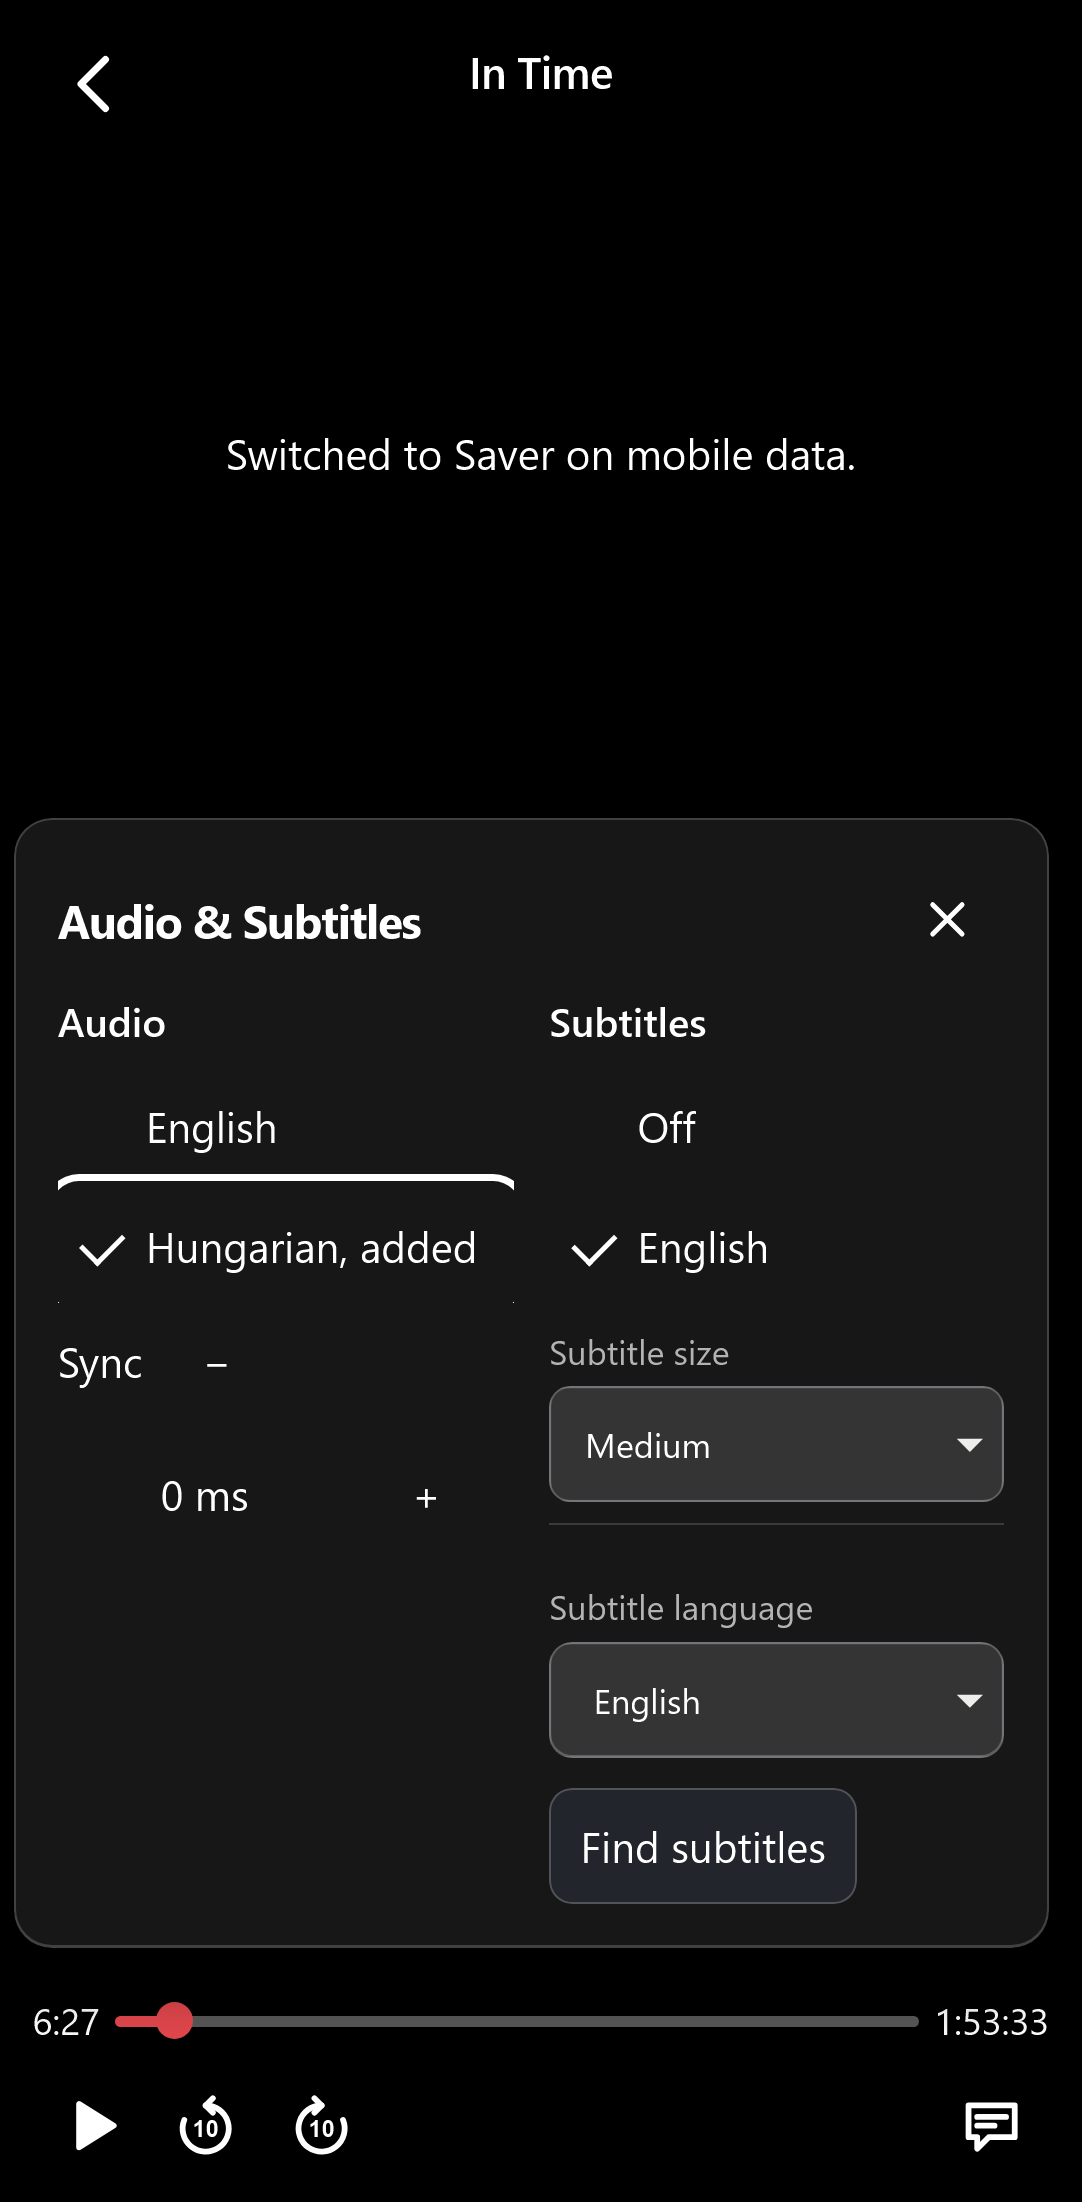 In Time
Switched to Saver on mobile data.
Audio & Subtitles
Audio
English
Hungarian, added
Sync –
0 ms +
Subtitles
Off
English
Subtitle size
Medium
Subtitle language
English
Find subtitles
6:27
1:53:33
10
10